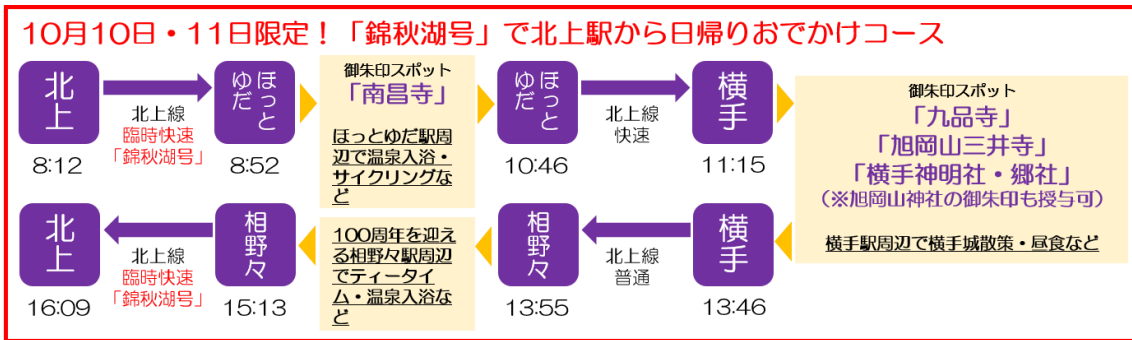 10月10日・11日限定！「錦秋湖号」で北上駅から日帰りおでかけコース
北上
8:12
北上線
臨時快速
「錦秋湖号」
ほっと
ゆだ
8:52
御朱印スポット
「南昌寺」
ほっとゆだ駅周
辺で温泉入浴・
サイクリングな
ど
ほっと
ゆだ
10:46
北上線
快速
横手
11:15
御朱印スポット
「九品寺」
「旭岡山三井寺」
「横手神明社・郷社」
（※旭岡山神社の御朱印も授与可）
横手駅周辺で横手城散策・昼食など
横手
13:46
北上線
普通
相野々
13:55
100周年を迎え
る相野々駅周辺
でティータイ
ム・温泉入浴な
ど
相野々
15:13
北上線
臨時快速
「錦秋湖号」
北上
16:09